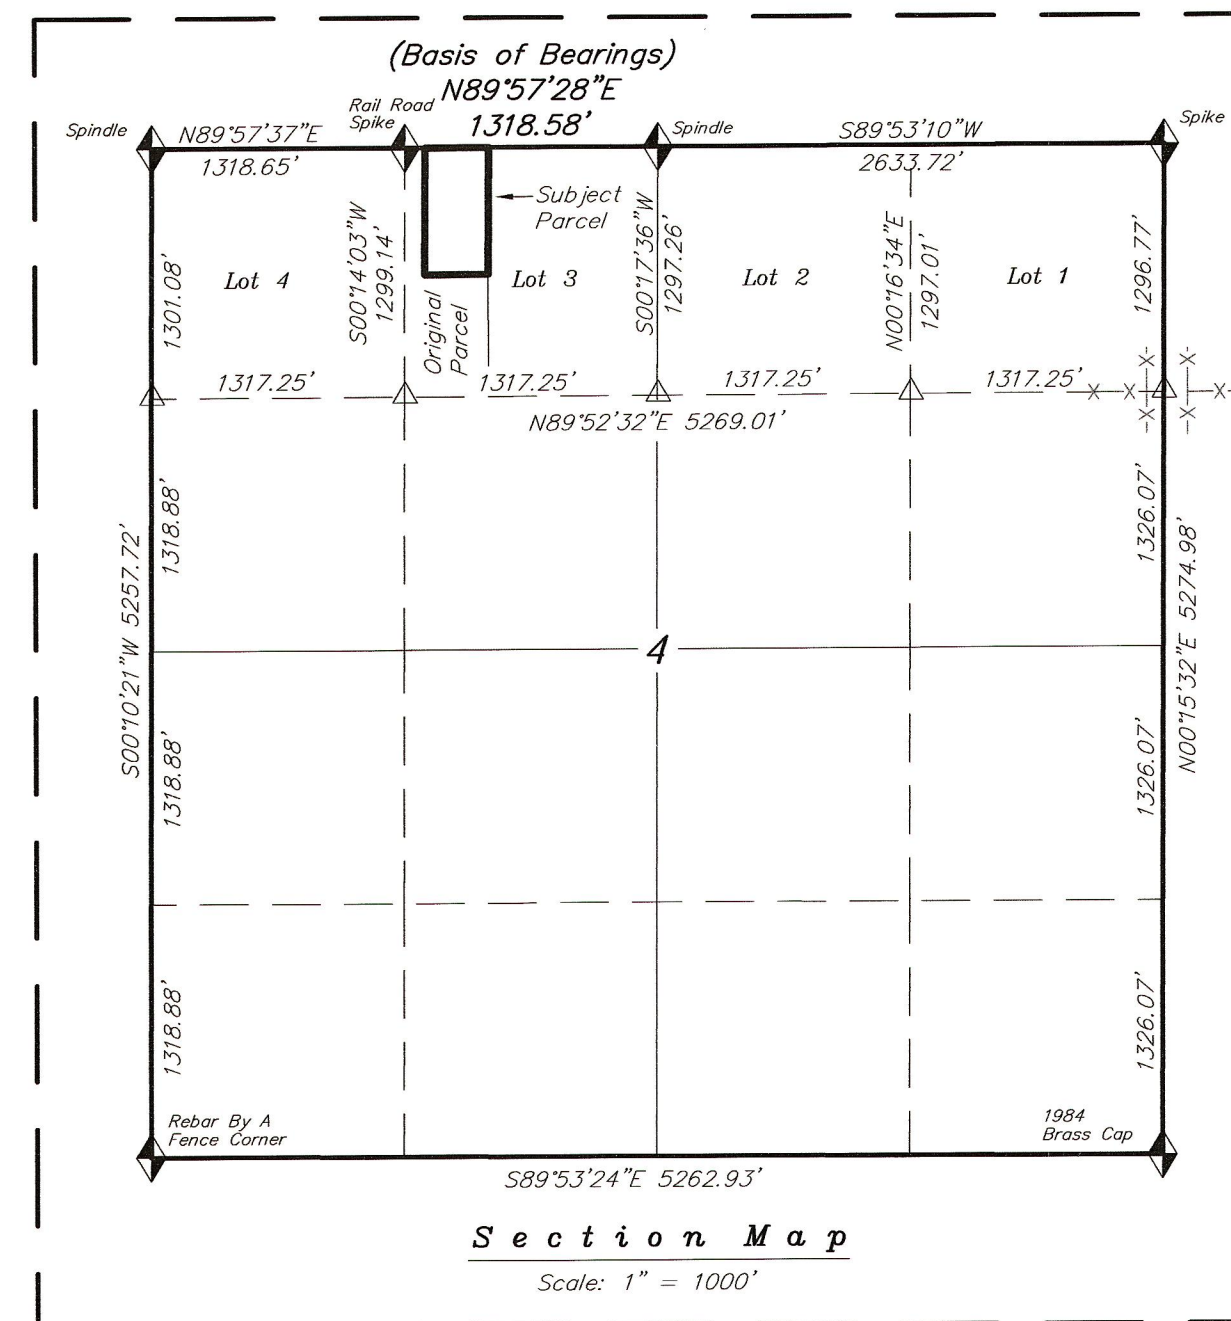 (Basis of Bearings)
N89°57'28"E
1318.58'
Rail Road
Spike
Spindle
N89°57'37"E
1318.65'
Spindle
S89°53'10"W
2633.72'
Spike
Subject
Parcel
S00°14'03"W
1299.14'
S00°17'36"W
1297.26'
N00°16'34"E
1297.01'
1296.77'
1301.08'
Lot 4
Lot 3
Lot 2
Lot 1
Original
Parcel
1317.25'
1317.25'
1317.25'
1317.25'
X
X
X
X
X
X
X
N89°52'32"E 5269.01'
1318.88'
1326.07'
S00°10'21"W 5257.72'
N00°15'32"E 5274.98'
4
1318.88'
1326.07'
1318.88'
1326.07'
Rebar By A
Fence Corner
1984
Brass Cap
S89°53'24"E 5262.93'
Section Map
Scale: 1" = 1000'